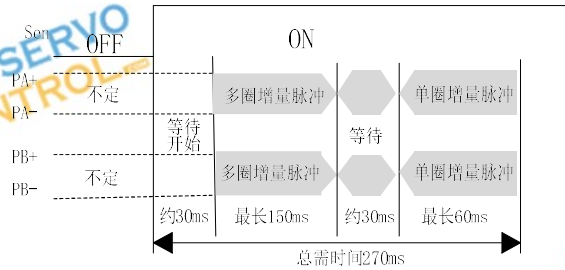 SERVO
CONTROL.com
Sen OFF ON
PA+
不定 多圈增量脉冲 单圈增量脉冲
PA-
等待
开始 等待
PB+
不定 多圈增量脉冲 单圈增量脉冲
PB-
约30ms 最长150ms 约30ms 最长60ms
总需时间270ms